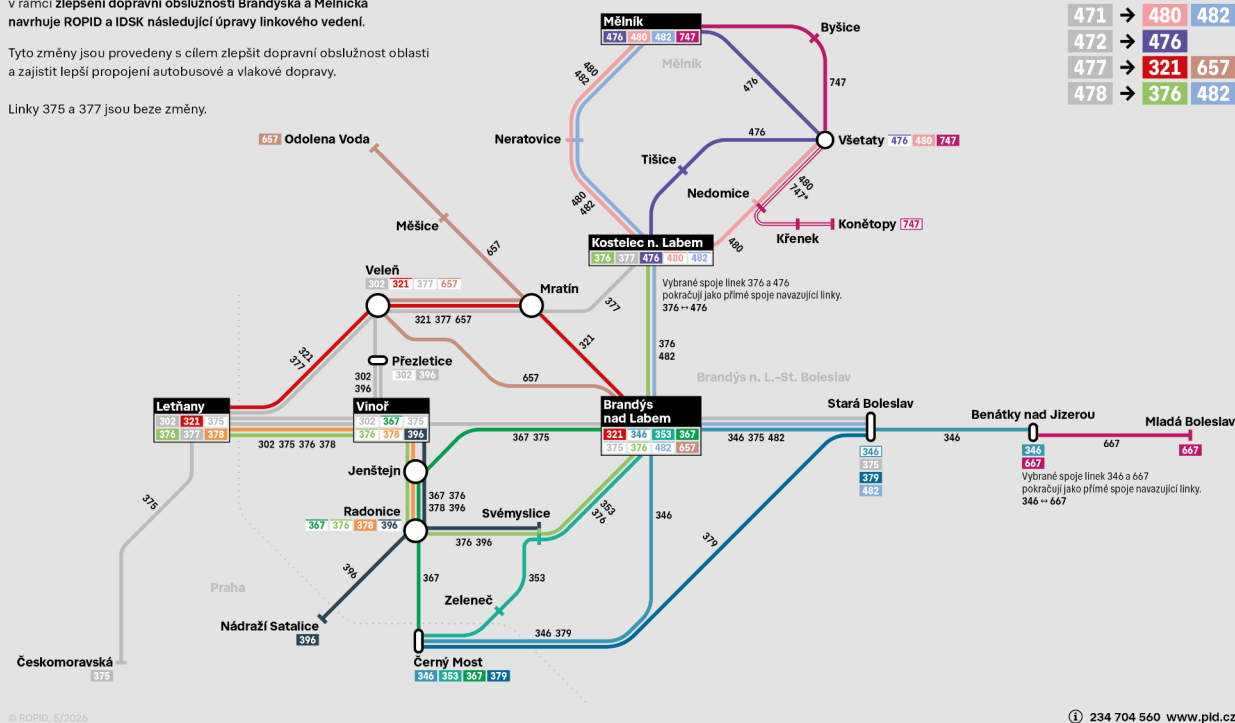 v rámci zlepšení dopravní obslužnosti Brandýska a Mělnicka
navrhuje ROPID a IDSK následující úpravy linkového vedení.
Tyto změny jsou provedeny s cílem zlepšit dopravní obslužnost oblasti
a zajistit lepší propojení autobusové a vlakové dopravy.
Linky 375 a 377 jsou beze změny.
471 → 480 482
472 → 476
477 → 321 657
478 → 376 482
Mělník
476 480 482 747
Mělník
Byšice
480
482
476
747
657 Odolena Voda
Neratovice
476
Všetaty 476 480 747
Tišice
Nedomice
480
747*
480
482
Měšice
657
Konětopy 747
Křenek
480
Kostelec n. Labem
376 377 476 480 482
Veleň
302 321 377 657
Mratín
Vybrané spoje linek 376 a 476
pokračují jako přímé spoje navazující linky.
376 ↔ 476
377
321 377 657
321
321
377
376
482
Přezletice
302 396
302
396
657
Brandýs n. L.–St. Boleslav
Letňany
302 321 375
376 377 378
Vinoř
302 367 375
376 378 396
Brandýs
nad Labem
321 346 353 367
375 376 482 657
Stará Boleslav
Benátky nad Jizerou
Mladá Boleslav
302 375 376 378
367 375
346 375 482
346
667
346
375
379
482
346
667
667
Vybrané spoje linek 346 a 667
pokračují jako přímé spoje navazující linky.
346 ↔ 667
Jenštejn
367 376
378 396
375
Radonice
367 376 378 396
Svémyslice
353
376
346
376 396
379
396
367
353
Praha
Zeleneč
Nádraží Satalice
396
346 379
Černý Most
346 353 367 379
Českomoravská
375
© ROPID, 5/2026
i 234 704 560 www.pid.cz